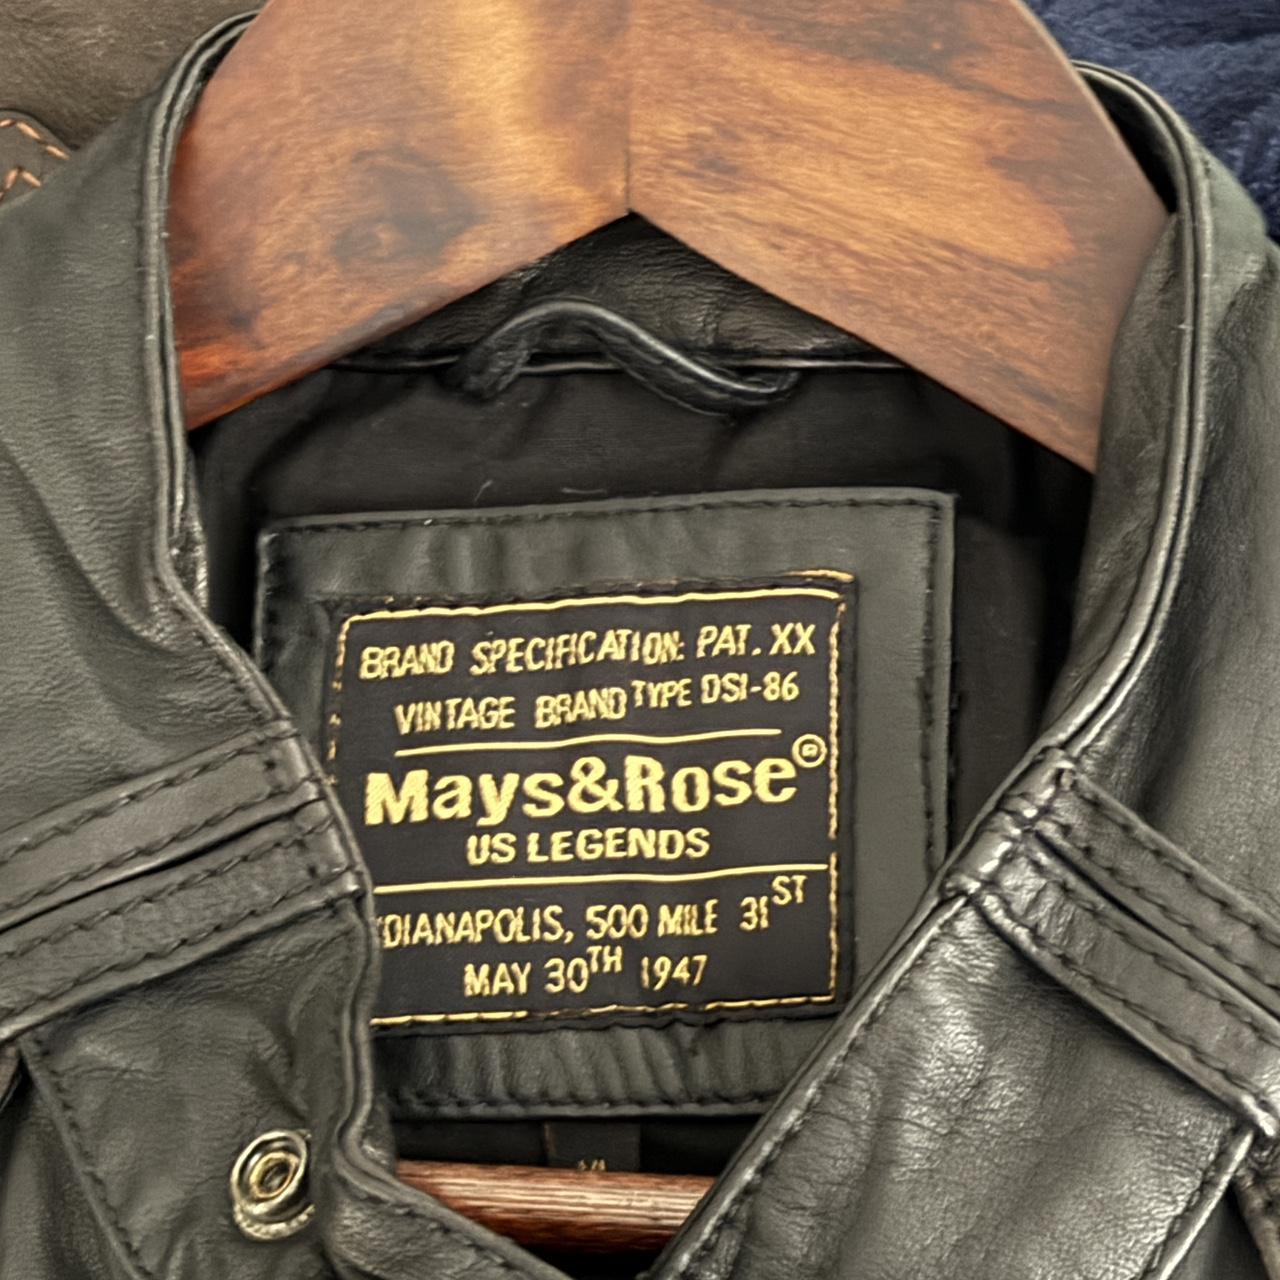 BRAND SPECIFICATION: PAT. XX
VINTAGE BRAND TYPE DSI-86
Mays&Rose®
US LEGENDS
DIANAPOLIS, 500 MILE 31ST
MAY 30TH 1947